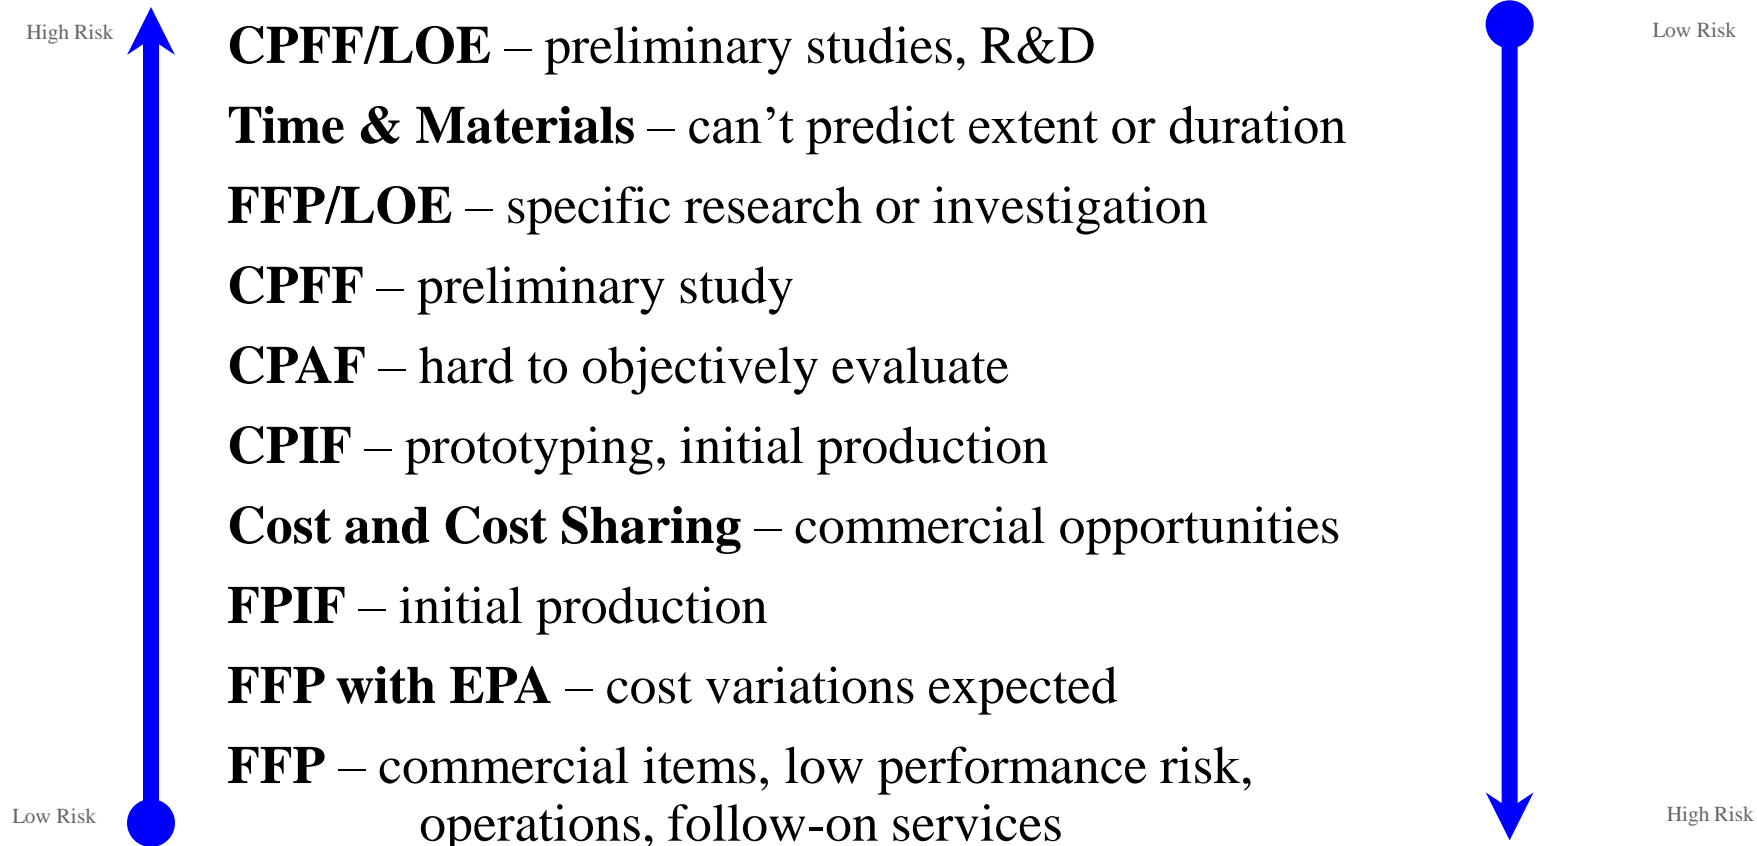 High Risk
Low Risk
CPFF/LOE – preliminary studies, R&D
Time & Materials – can’t predict extent or duration
FFP/LOE – specific research or investigation
CPFF – preliminary study
CPAF – hard to objectively evaluate
CPIF – prototyping, initial production
Cost and Cost Sharing – commercial opportunities
FPIF – initial production
FFP with EPA – cost variations expected
FFP – commercial items, low performance risk,
operations, follow-on services
Low Risk
High Risk